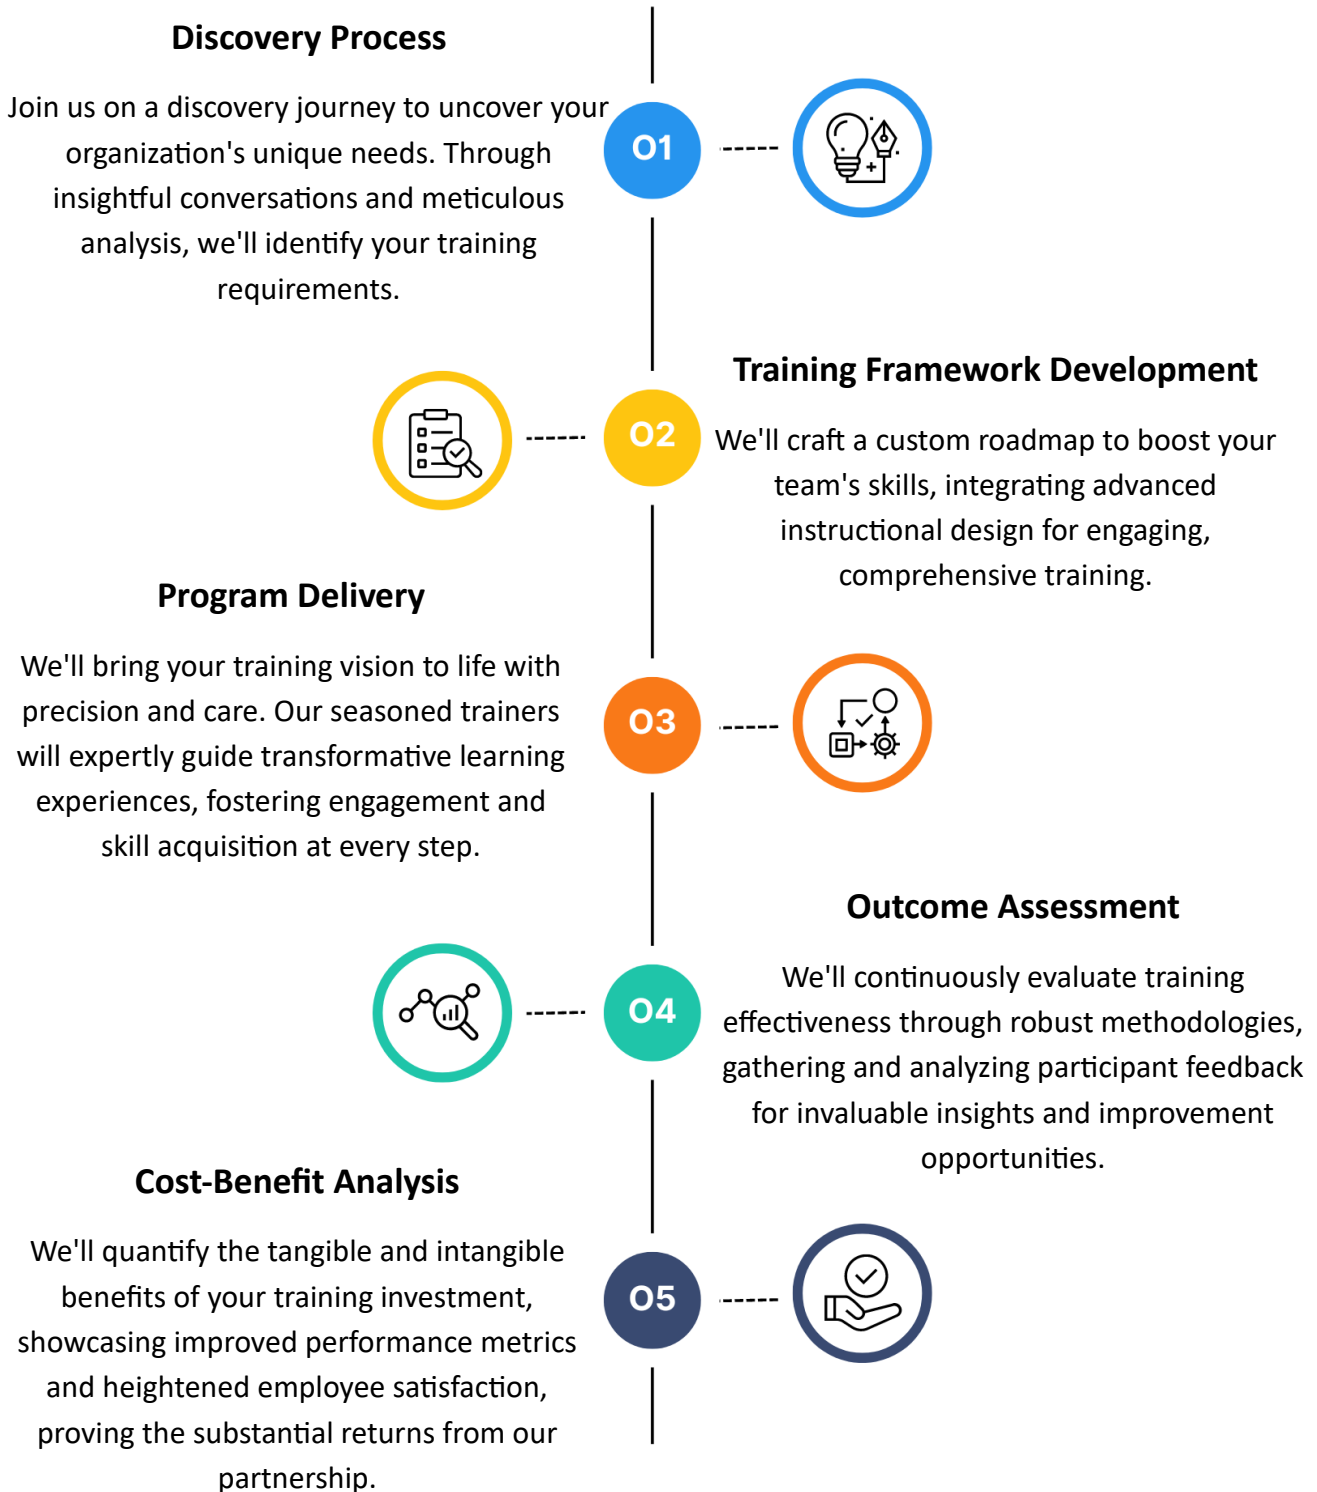 Discovery Process
Join us on a discovery journey to uncover your
organization's unique needs. Through
insightful conversations and meticulous
analysis, we'll identify your training
requirements.
01
Training Framework Development
02
We'll craft a custom roadmap to boost your
team's skills, integrating advanced
instructional design for engaging,
comprehensive training.
Program Delivery
We'll bring your training vision to life with
precision and care. Our seasoned trainers
will expertly guide transformative learning
experiences, fostering engagement and
skill acquisition at every step.
03
Outcome Assessment
04
We'll continuously evaluate training
effectiveness through robust methodologies,
gathering and analyzing participant feedback
for invaluable insights and improvement
opportunities.
Cost-Benefit Analysis
We'll quantify the tangible and intangible
benefits of your training investment,
showcasing improved performance metrics
and heightened employee satisfaction,
proving the substantial returns from our
partnership.
05